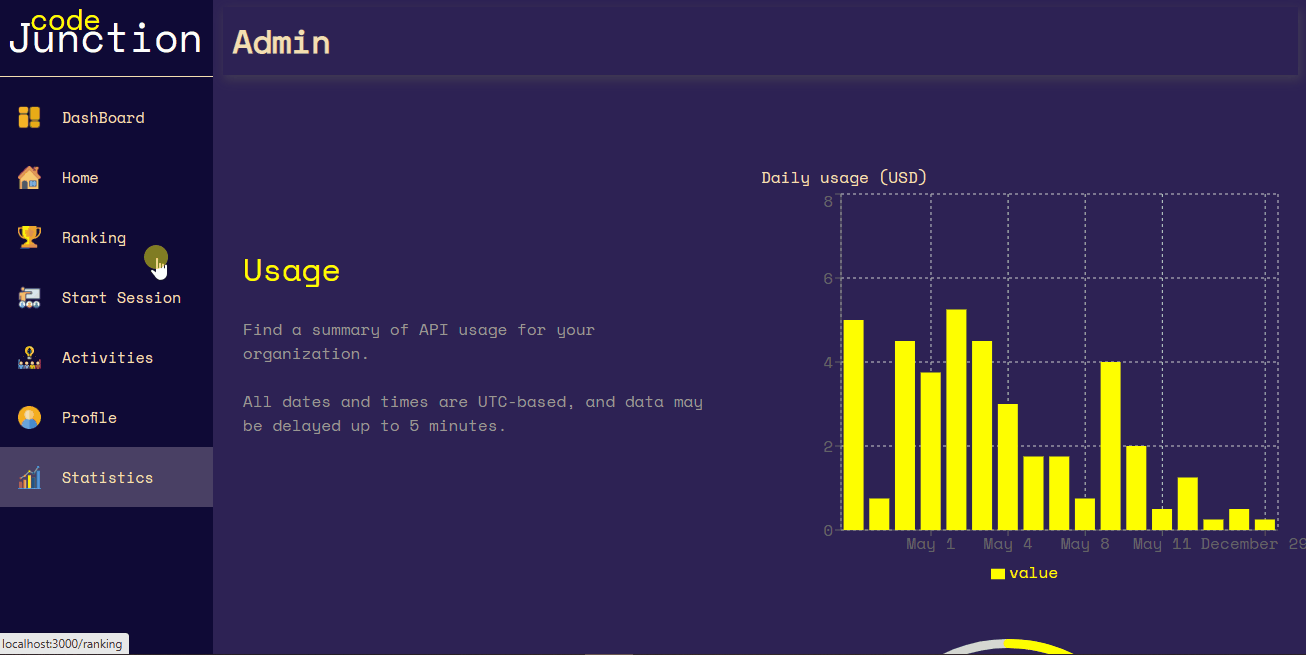 code
Junction
DashBoard
Home
Ranking
Start Session
Activities
Profile
Statistics
localhost:3000/ranking
Admin
Usage
Find a summary of API usage for your
organization.
All dates and times are UTC-based, and data may
be delayed up to 5 minutes.
Daily usage (USD)
8
6
4
2
0
May 1 May 4 May 8 May 11 December 29
value